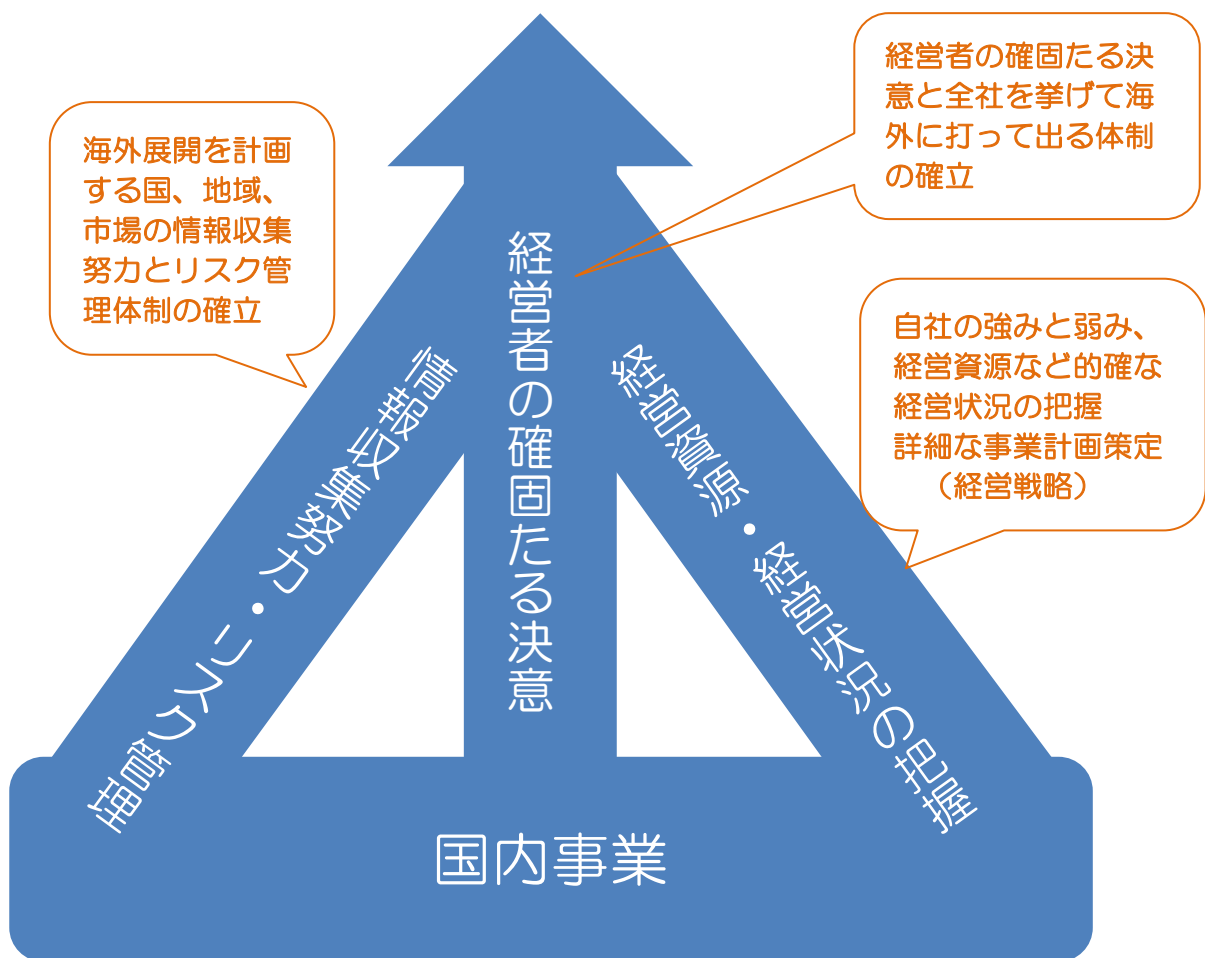 経営者の確固たる決
意と全社を挙げて海
外に打って出る体制
の確立
海外展開を計画
する国、地域、
市場の情報収集
努力とリスク管
理体制の確立
自社の強みと弱み、
経営資源など的確な
経営状況の把握
詳細な事業計画策定
（経営戦略）
情報収集努力・リスク管理
経営者の確固たる決意
経営資源・経営状況の把握
国内事業